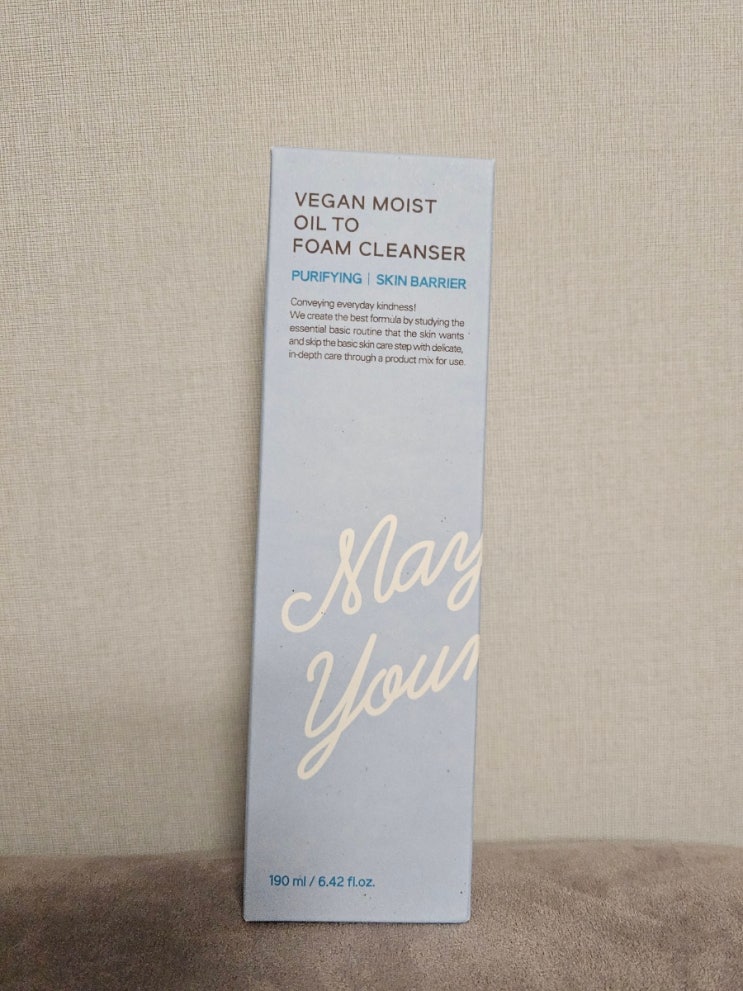 VEGAN MOIST
OIL TO
FOAM CLEANSER
PURIFYING | SKIN BARRIER
Conveying everyday kindness!
We create the best formula by studying the
essential basic routine that the skin wants
and skip the basic skin care step with delicate,
in-depth care through a product mix for use.
May
Your
190 ml / 6.42 fl.oz.